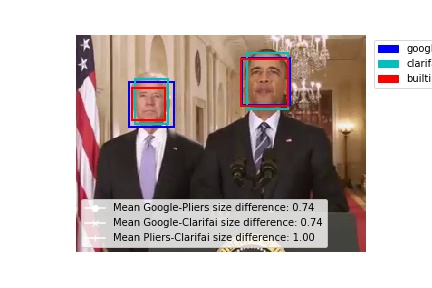 googl
clarifa
builti
Mean Google-Pliers size difference: 0.74
Mean Google-Clarifai size difference: 0.74
Mean Pliers-Clarifai size difference: 1.00